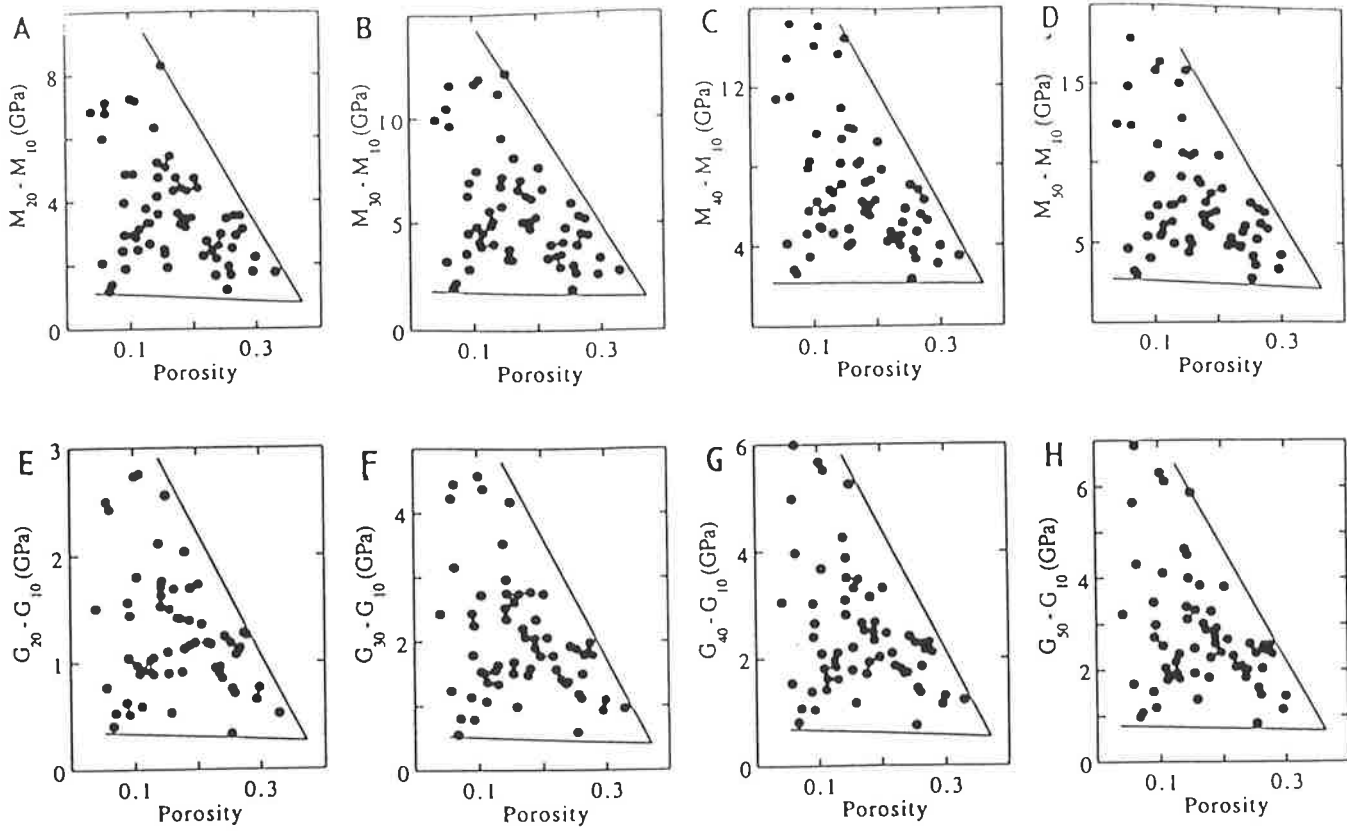 A
M20 - M10 (GPa)
8
4
0
0.1 0.3
Porosity
B
M30 - M10 (GPa)
10
5
0
0.1 0.3
Porosity
C
M40 - M10 (GPa)
12
4
0.1 0.3
Porosity
D
M50 - M10 (GPa)
15
5
0.1 0.3
Porosity
E
G20 - G10 (GPa)
3
2
1
0
0.1 0.3
Porosity
F
G30 - G10 (GPa)
4
2
0
0.1 0.3
Porosity
G
G40 - G10 (GPa)
6
4
2
0
0.1 0.3
Porosity
H
G50 - G10 (GPa)
6
4
2
0
0.1 0.3
Porosity